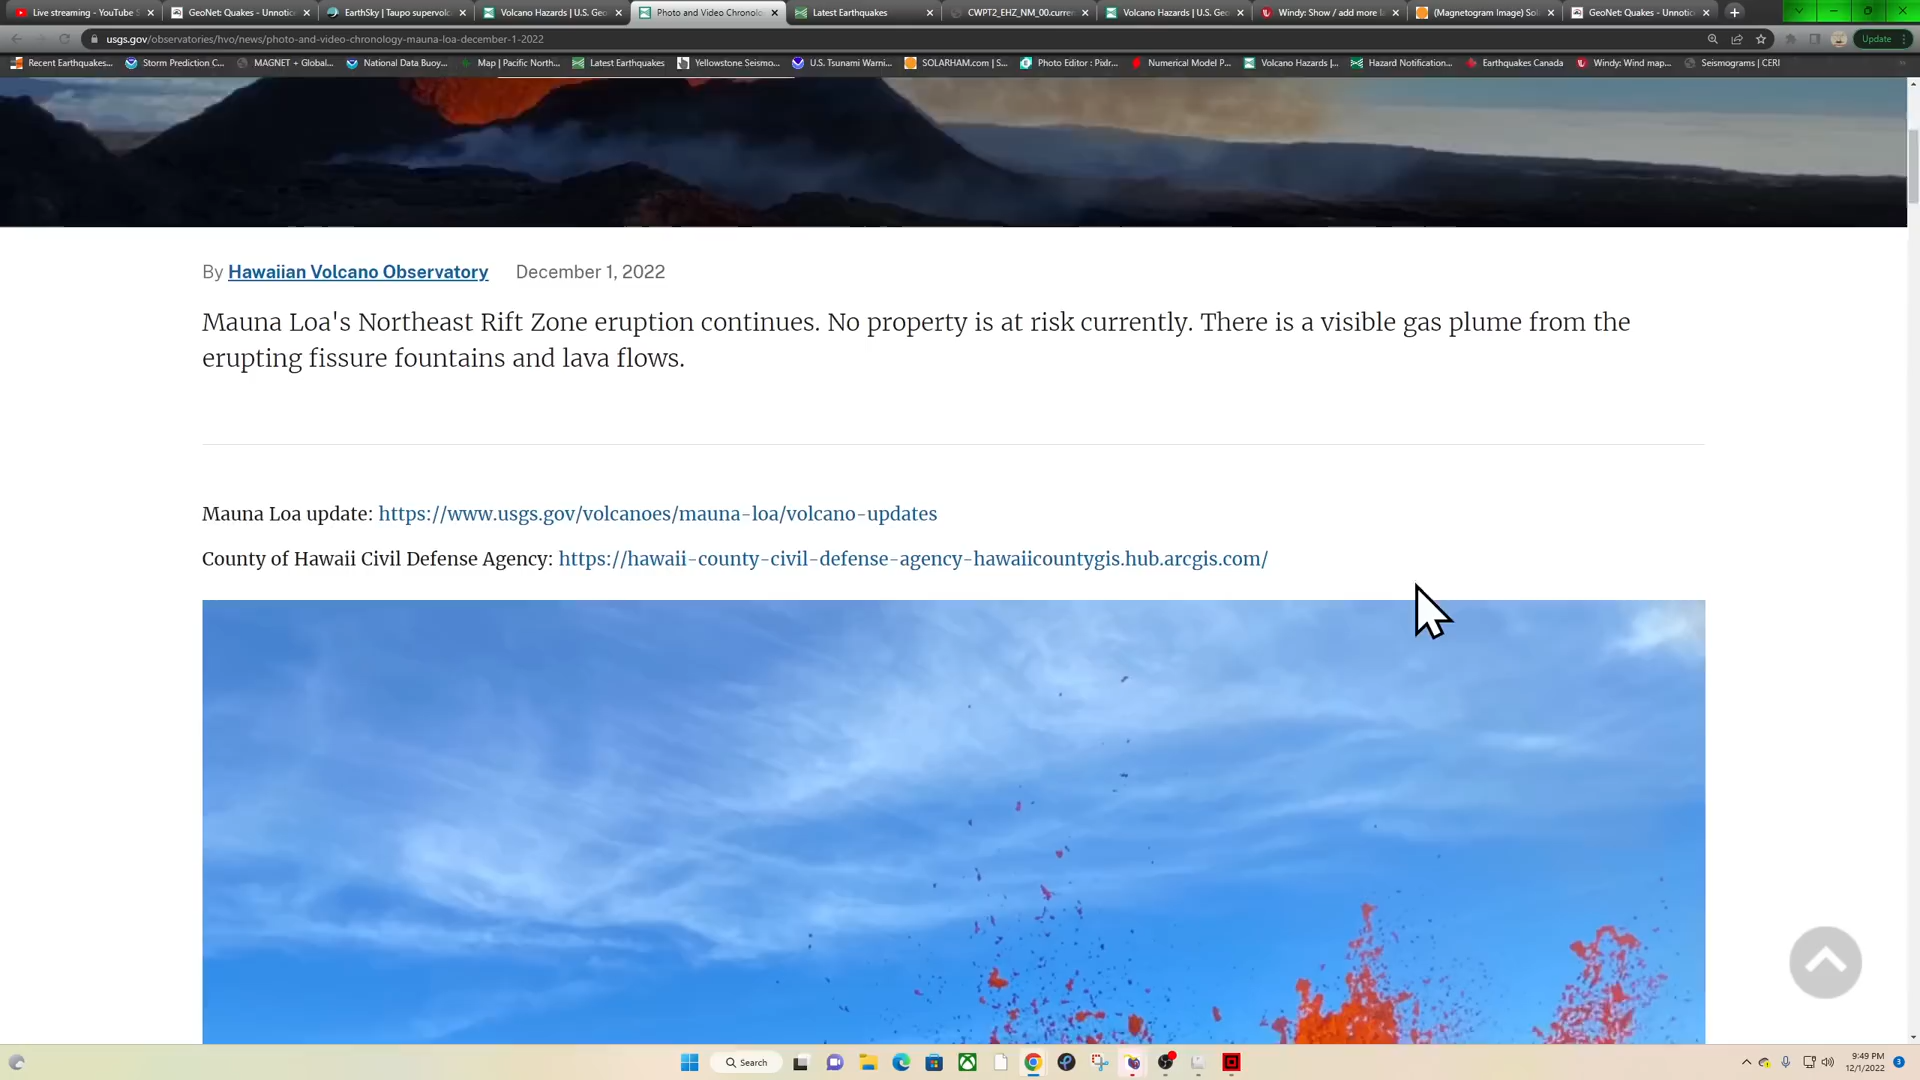 Live streaming - YouTube S
GeoNet: Quakes - Unnotic
EarthSky | Taupo supervolc
Volcano Hazards | U.S. Geo
Photo and Video Chronolo
Latest Earthquakes
CWPT2_EHZ_NM_00.curren
Volcano Hazards | U.S. Geo
Windy: Show / add more l
(Magnetogram Image) Sol
GeoNet: Quakes - Unnotic
usgs.gov/observatories/hvo/news/photo-and-video-chronology-mauna-loa-december-1-2022
Update
Recent Earthquakes...
Storm Prediction C...
MAGNET + Global...
National Data Buoy...
Map | Pacific North...
Latest Earthquakes
Yellowstone Seismo...
U.S. Tsunami Warni...
SOLARHAM.com | S...
Photo Editor : Pixlr...
Numerical Model P...
Volcano Hazards |...
Hazard Notification...
Earthquakes Canada
Windy: Wind map...
Seismograms | CERI
By Hawaiian Volcano Observatory December 1, 2022
Mauna Loa's Northeast Rift Zone eruption continues. No property is at risk currently. There is a visible gas plume from the
erupting fissure fountains and lava flows.
Mauna Loa update: https://www.usgs.gov/volcanoes/mauna-loa/volcano-updates
County of Hawaii Civil Defense Agency: https://hawaii-county-civil-defense-agency-hawaiicountygis.hub.arcgis.com/
Search
9:49 PM
12/1/2022
3